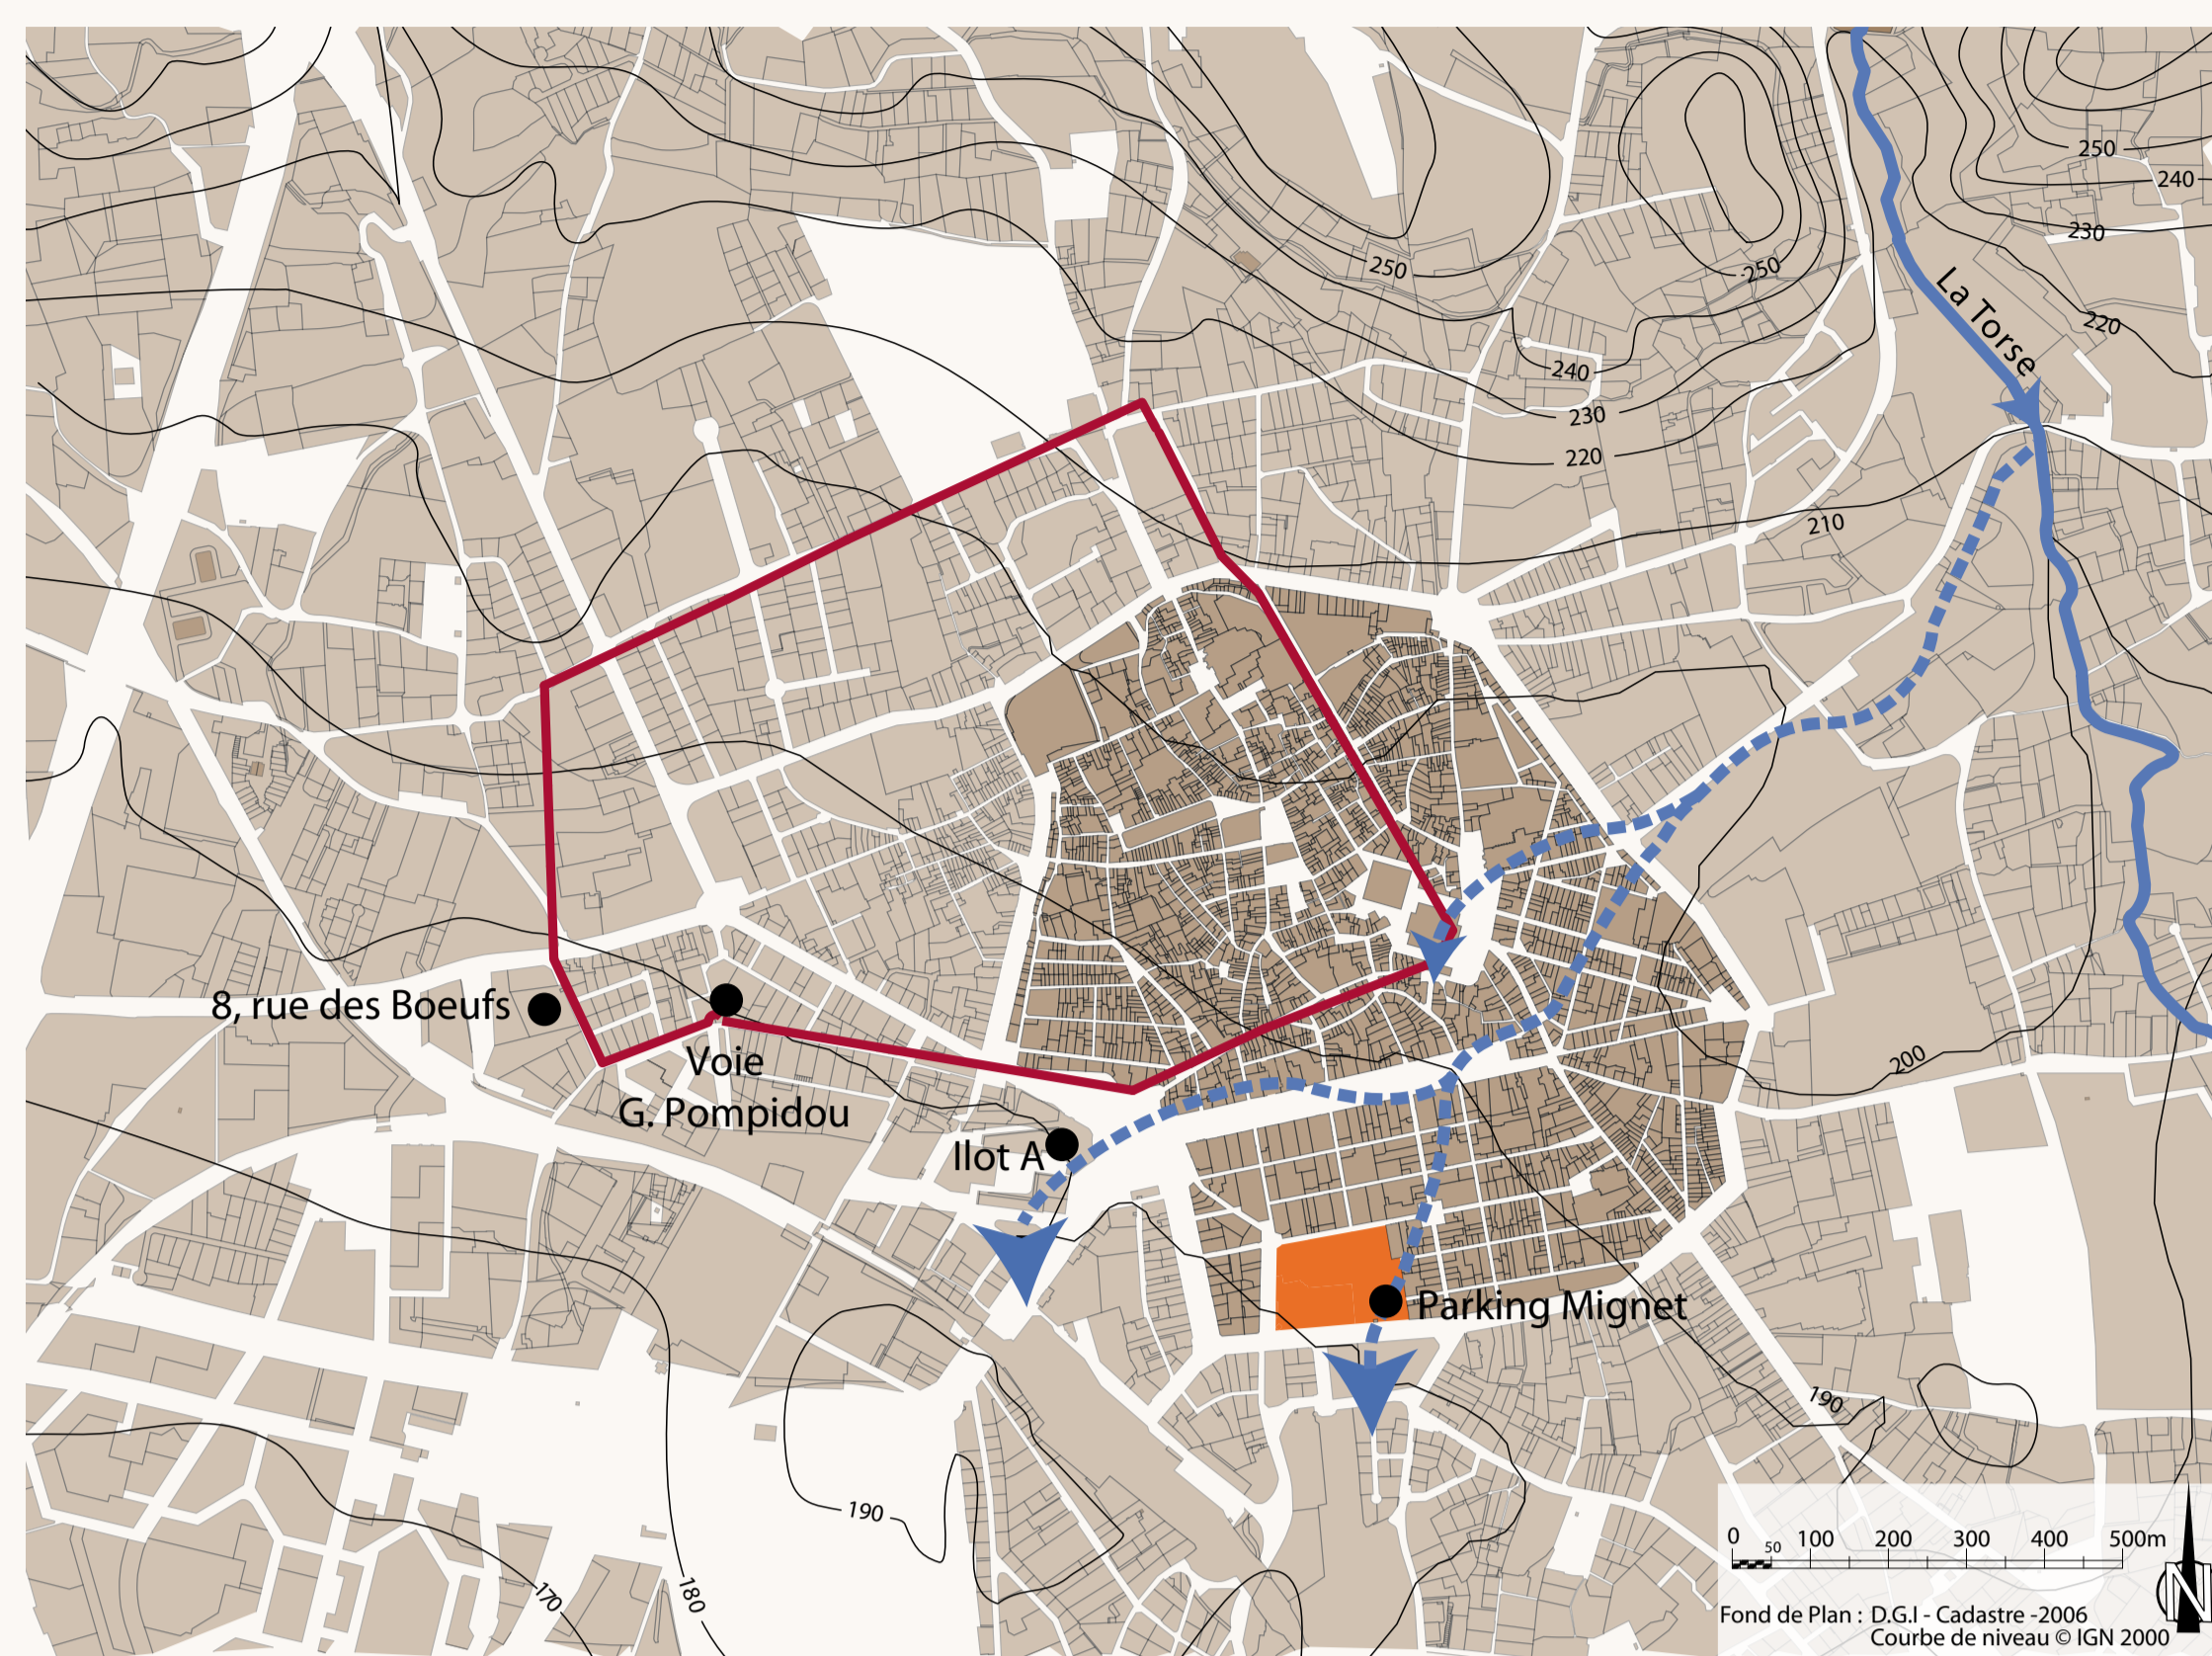 250
240
230
La Torse
220
250
250
240
230
220
210
8, rue des Boeufs
Voie
G. Pompidou
Ilot A
200
Parking Mignet
190
190
170
180
0 50 100 200 300 400 500m
N
Fond de Plan : D.G.I - Cadastre -2006
Courbe de niveau © IGN 2000